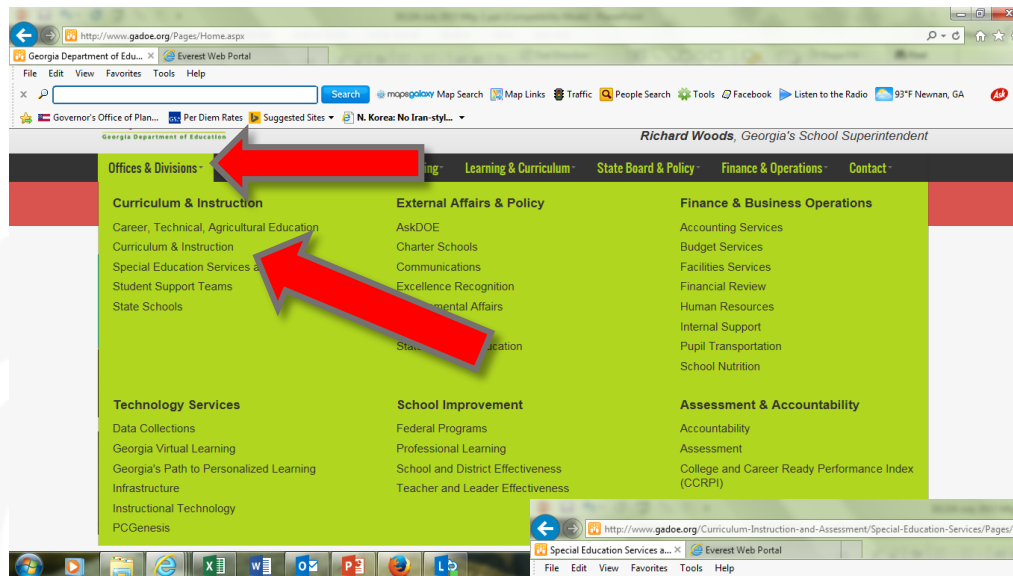 http://www.gadoe.org/Pages/Home.aspx
Georgia Department of Edu... Everest Web Portal
File Edit View Favorites Tools Help
Search mapsgalaxy Map Search Map Links Traffic People Search Tools Facebook Listen to the Radio 93°F Newnan, GA Ask
Governor's Office of Plan... Per Diem Rates Suggested Sites N. Korea: No Iran-styl...
Georgia Department of Education
Richard Woods, Georgia's School Superintendent
Offices & Divisions Learning & Curriculum State Board & Policy Finance & Operations Contact
Curriculum & Instruction
Career, Technical, Agricultural Education
Curriculum & Instruction
Special Education Services
Student Support Teams
State Schools
External Affairs & Policy
AskDOE
Charter Schools
Communications
Excellence Recognition
Affairs
Finance & Business Operations
Accounting Services
Budget Services
Facilities Services
Financial Review
Human Resources
Internal Support
Pupil Transportation
School Nutrition
Technology Services
Data Collections
Georgia Virtual Learning
Georgia's Path to Personalized Learning
Infrastructure
Instructional Technology
PCGenesis
School Improvement
Federal Programs
Professional Learning
School and District Effectiveness
Teacher and Leader Effectiveness
Assessment & Accountability
Accountability
Assessment
College and Career Ready Performance Index
(CCRPI)
http://www.gadoe.org/Curriculum-Instruction-and-Assessment/Special-Education-Services/Pages/
Special Education Services a... Everest Web Portal
File Edit View Favorites Tools Help